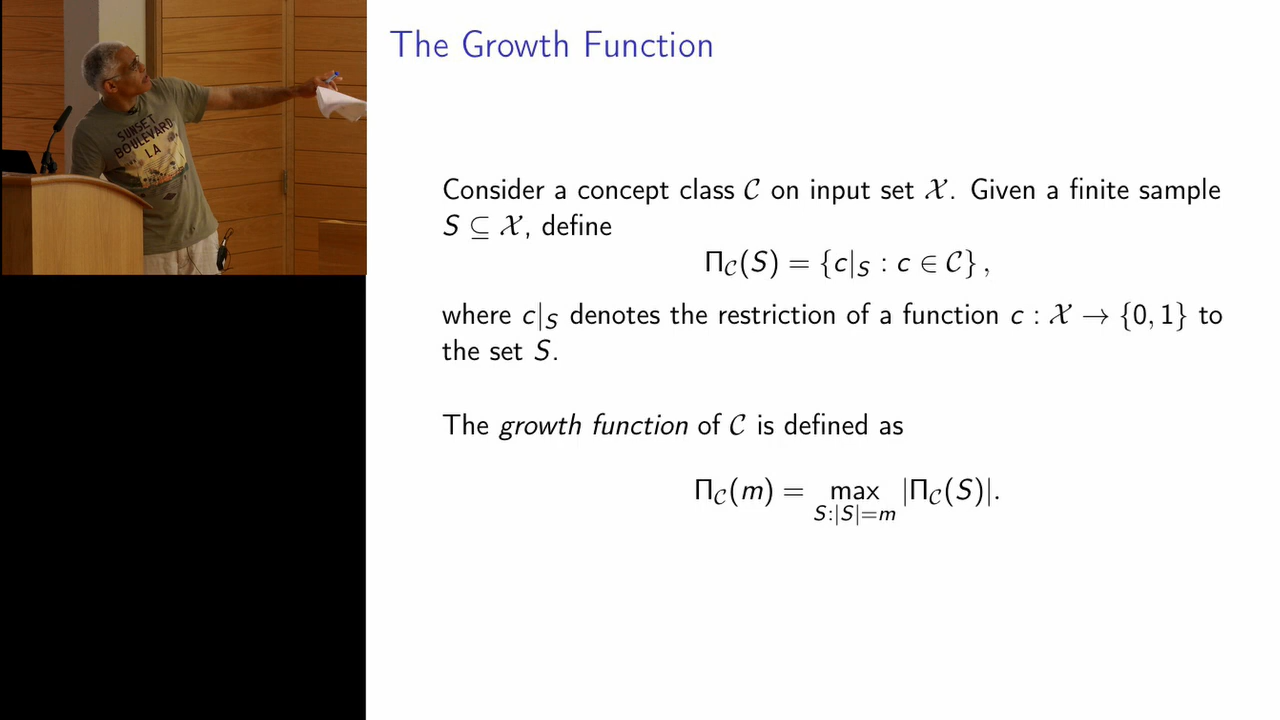 The Growth Function
SUNSET
BOULEVARD
LA
Consider a concept class 𝒞 on input set 𝒳. Given a finite sample
S ⊆ 𝒳, define
Π_𝒞(S) = {c|_S : c ∈ 𝒞} ,
where c|_S denotes the restriction of a function c : 𝒳 → {0, 1} to
the set S.
The growth function of 𝒞 is defined as
Π_𝒞(m) = max_{S:|S|=m} |Π_𝒞(S)|.